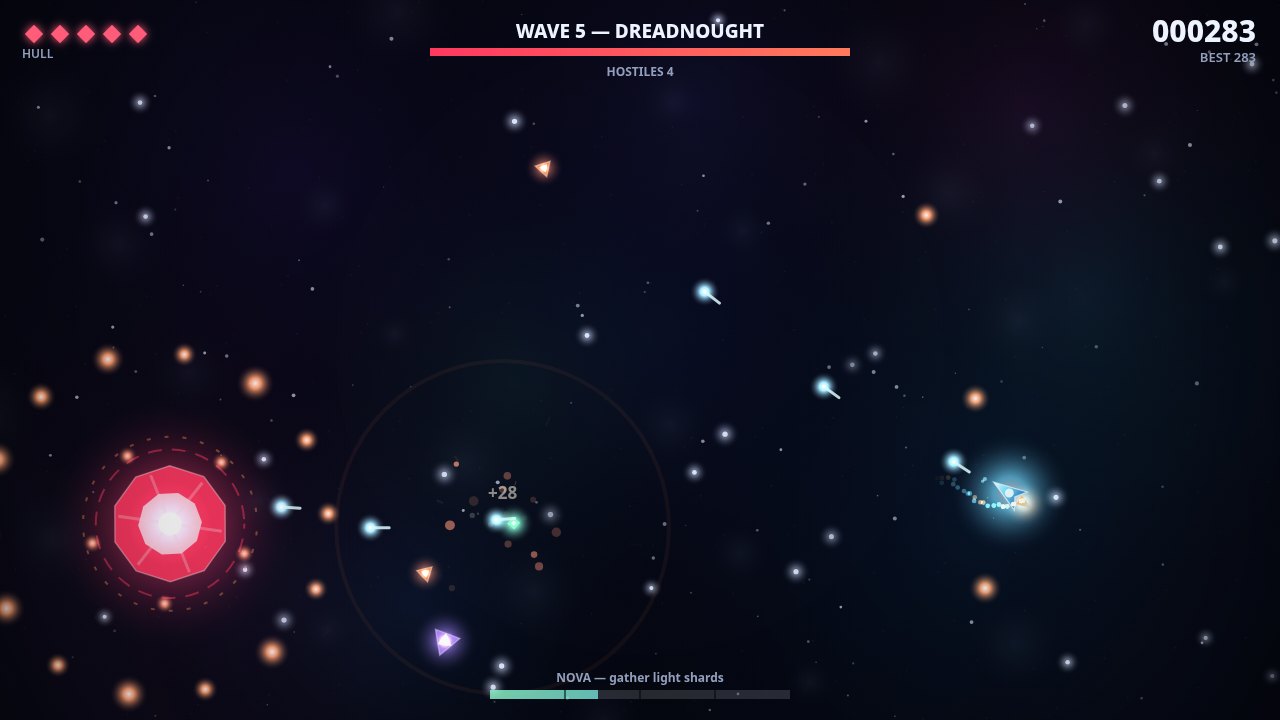 HULL
WAVE 5 — DREADNOUGHT
HOSTILES 4
000283
BEST 283
+28
NOVA — gather light shards